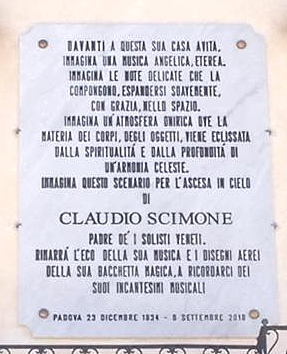 DAVANTI A QUESTA SUA CASA AVITA,
IMMAGINA UNA MUSICA ANGELICA, ETEREA.
IMMAGINA LE NOTE DELICATE CHE LA
COMPONGONO, ESPANDERSI SOAVEMENTE,
CON GRAZIA, NELLO SPAZIO.
IMMAGINA UN'ATMOSFERA ONIRICA OVE LA
MATERIA DEI CORPI, DEGLI OGGETTI, VIENE ECLISSATA
DALLA SPIRITUALITÁ E DALLA PROFONDITÁ DI
UN'ARMONIA CELESTE.
IMMAGINA QUESTO SCENARIO PER L'ASCESA IN CIELO
DI
CLAUDIO SCIMONE
PADRE DE' I SOLISTI VENETI.
RIMARRÁ L'ECO DELLA SUA MUSICA E I DISEGNI AEREI
DELLA SUA BACCHETTA MAGICA, A RICORDARCI DEI
SUOI INCANTESIMI MUSICALI
PADOVA 23 DICEMBRE 1934 - 6 SETTEMBRE 2018